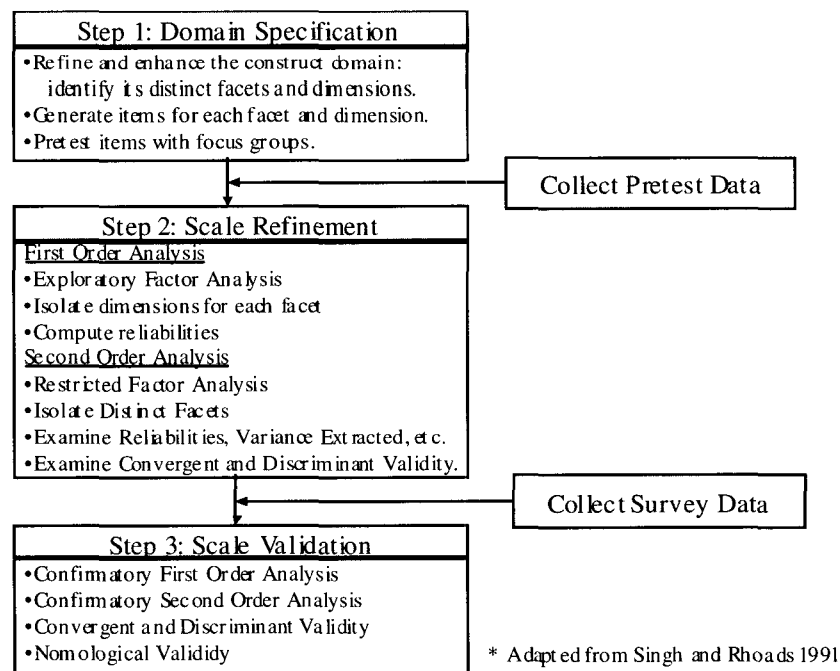 Step 1: Domain Specification
•Refine and enhance the construct domain:
identify its distinct facets and dimensions.
•Generate items for each facet and dimension.
•Pretest items with focus groups.
Collect Pretest Data
Step 2: Scale Refinement
First Order Analysis
•Exploratory Factor Analysis
•Isolate dimensions for each facet
•Compute reliabilities
Second Order Analysis
•Restricted Factor Analysis
•Isolate Distinct Facets
•Examine Reliabilities, Variance Extracted, etc.
•Examine Convergent and Discriminant Validity.
Collect Survey Data
Step 3: Scale Validation
•Confirmatory First Order Analysis
•Confirmatory Second Order Analysis
•Convergent and Discriminant Validity
•Nomological Valididy
* Adapted from Singh and Rhoads 1991